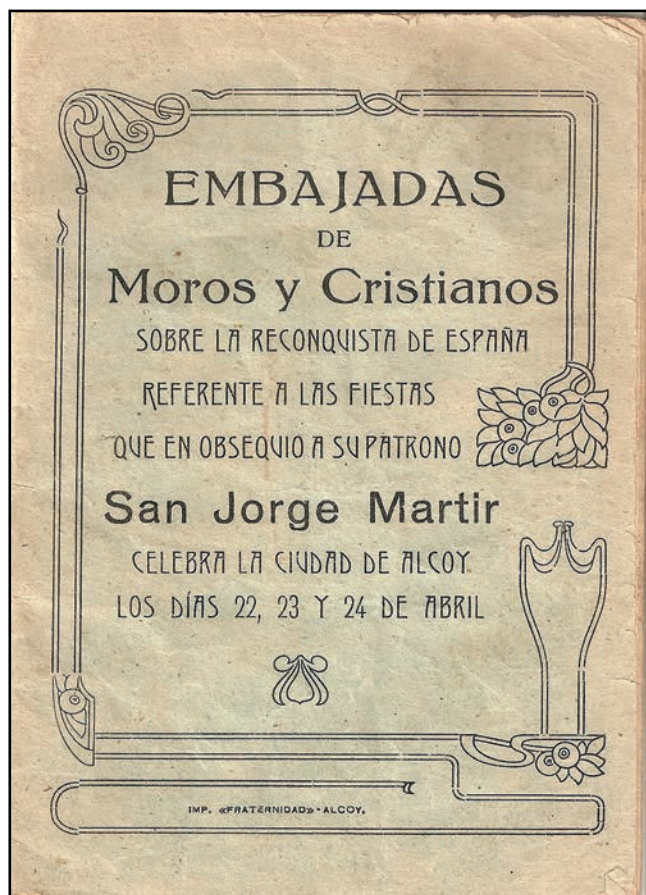 EMBAJADAS
DE
Moros y Cristianos
SOBRE LA RECONQUISTA DE ESPAÑA
REFERENTE A LAS FIESTAS
QUE EN OBSEQUIO A SU PATRONO
San Jorge Martir
CELEBRA LA CIUDAD DE ALCOY
LOS DÍAS 22, 23 Y 24 DE ABRIL
IMP. «FRATERNIDAD» - ALCOY.